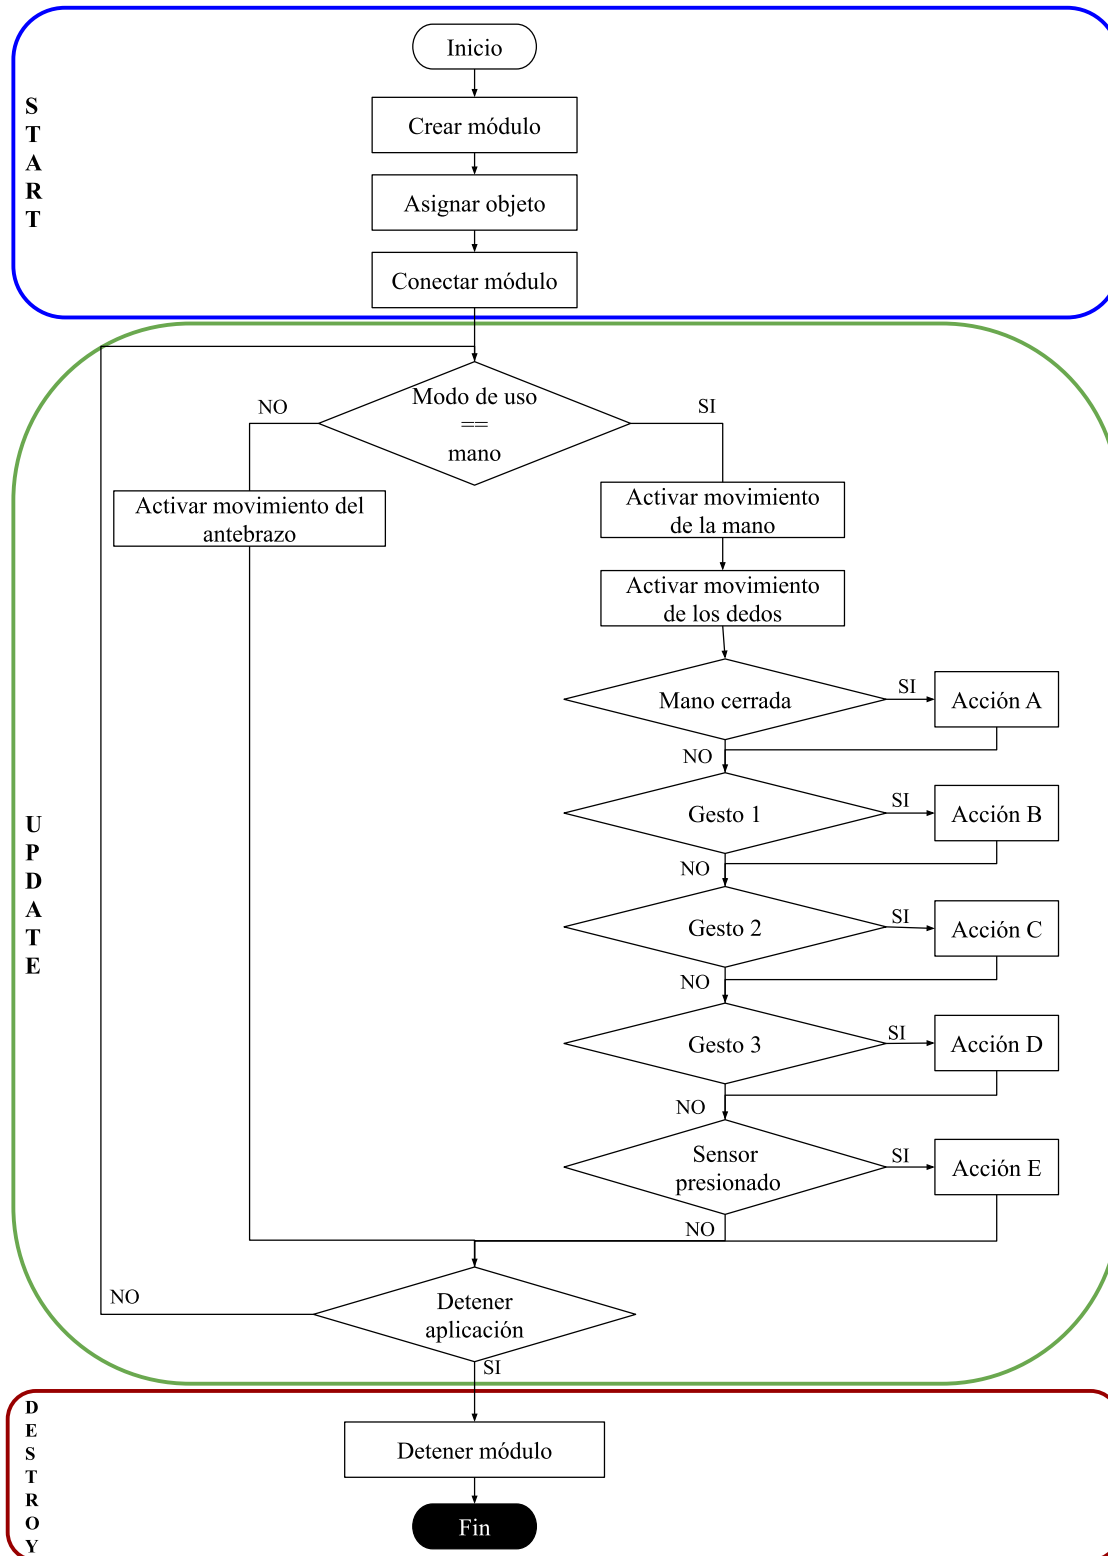 START
Inicio
Crear módulo
Asignar objeto
Conectar módulo
UPDATE
Modo de uso
==
mano
NO
SI
Activar movimiento del
antebrazo
Activar movimiento
de la mano
Activar movimiento
de los dedos
Mano cerrada
SI
Acción A
NO
Gesto 1
SI
Acción B
NO
Gesto 2
SI
Acción C
NO
Gesto 3
SI
Acción D
NO
Sensor
presionado
SI
Acción E
NO
Detener
aplicación
NO
SI
DESTROY
Detener módulo
Fin